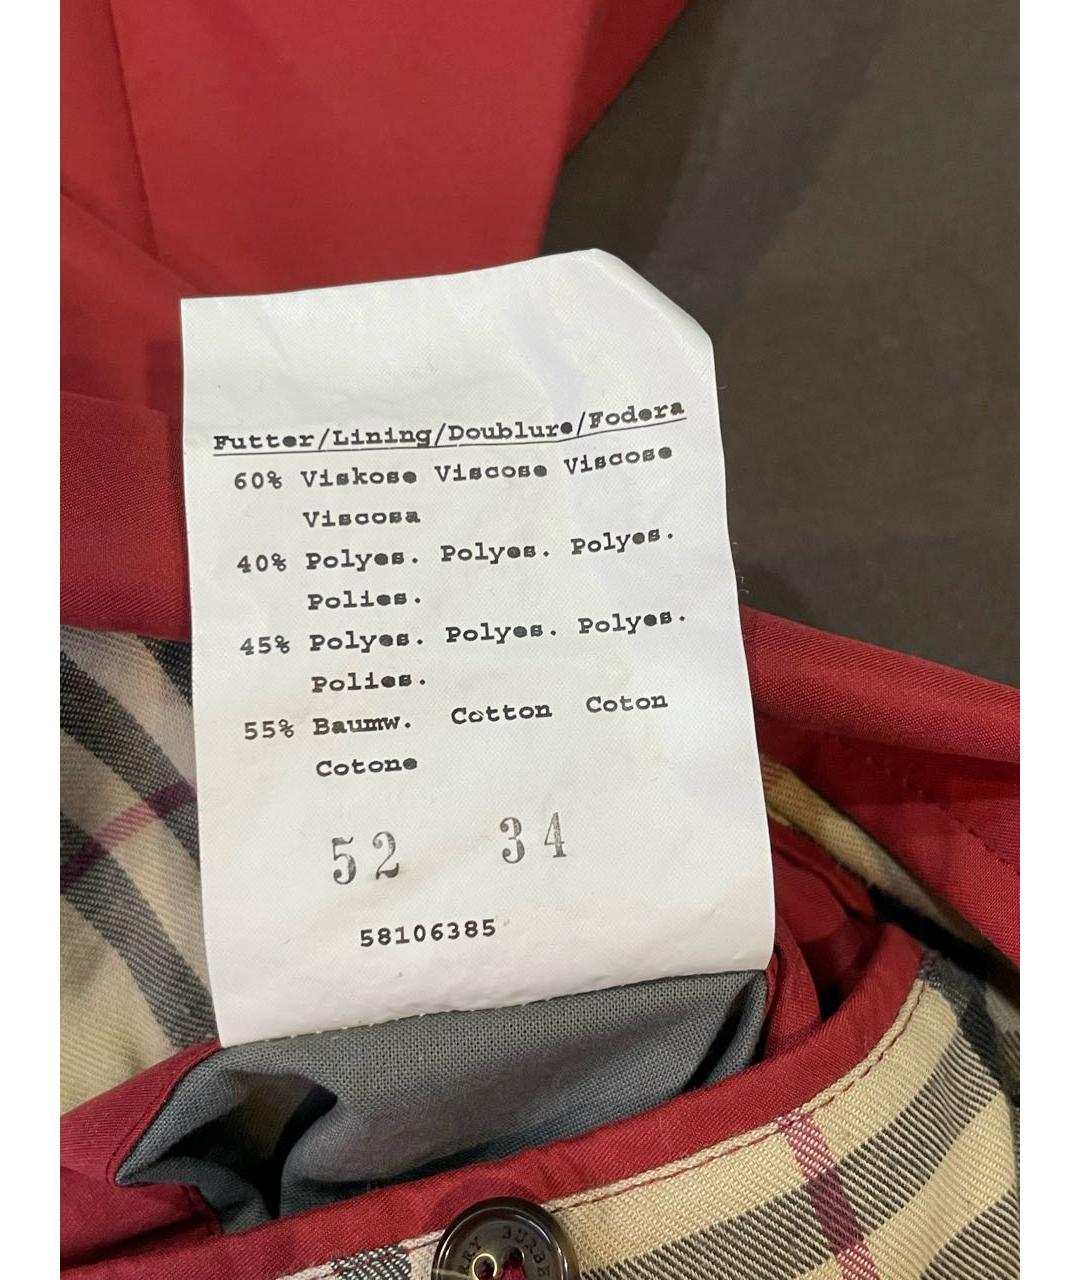 Futter/Lining/Doublure/Fodera
60% Viskose Viscose Viscose
Viscosa
40% Polyes. Polyes. Polyes.
Polies.
45% Polyes. Polyes. Polyes.
Polies.
55% Baumw. Cotton Coton
Cotone
52 34
58106385